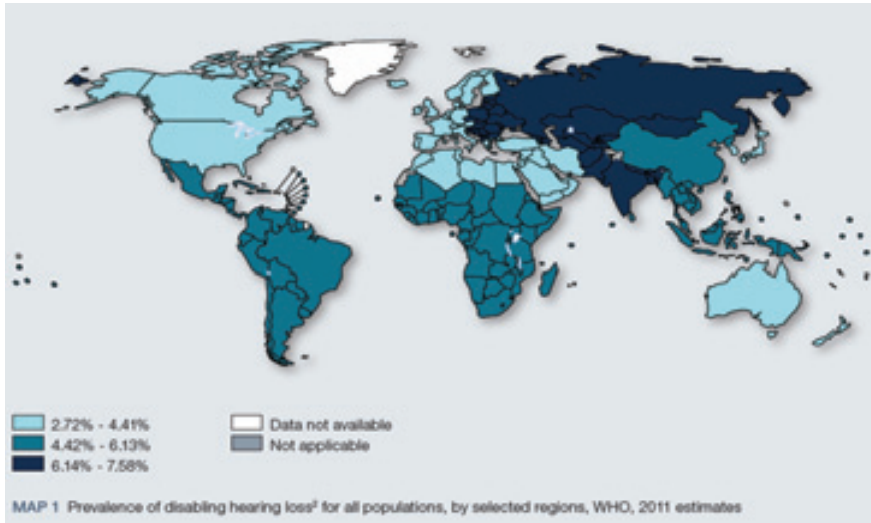 2.72% - 4.41%
Data not available
4.42% - 6.13%
Not applicable
6.14% - 7.58%
MAP 1 Prevalence of disabling hearing loss² for all populations, by selected regions, WHO, 2011 estimates